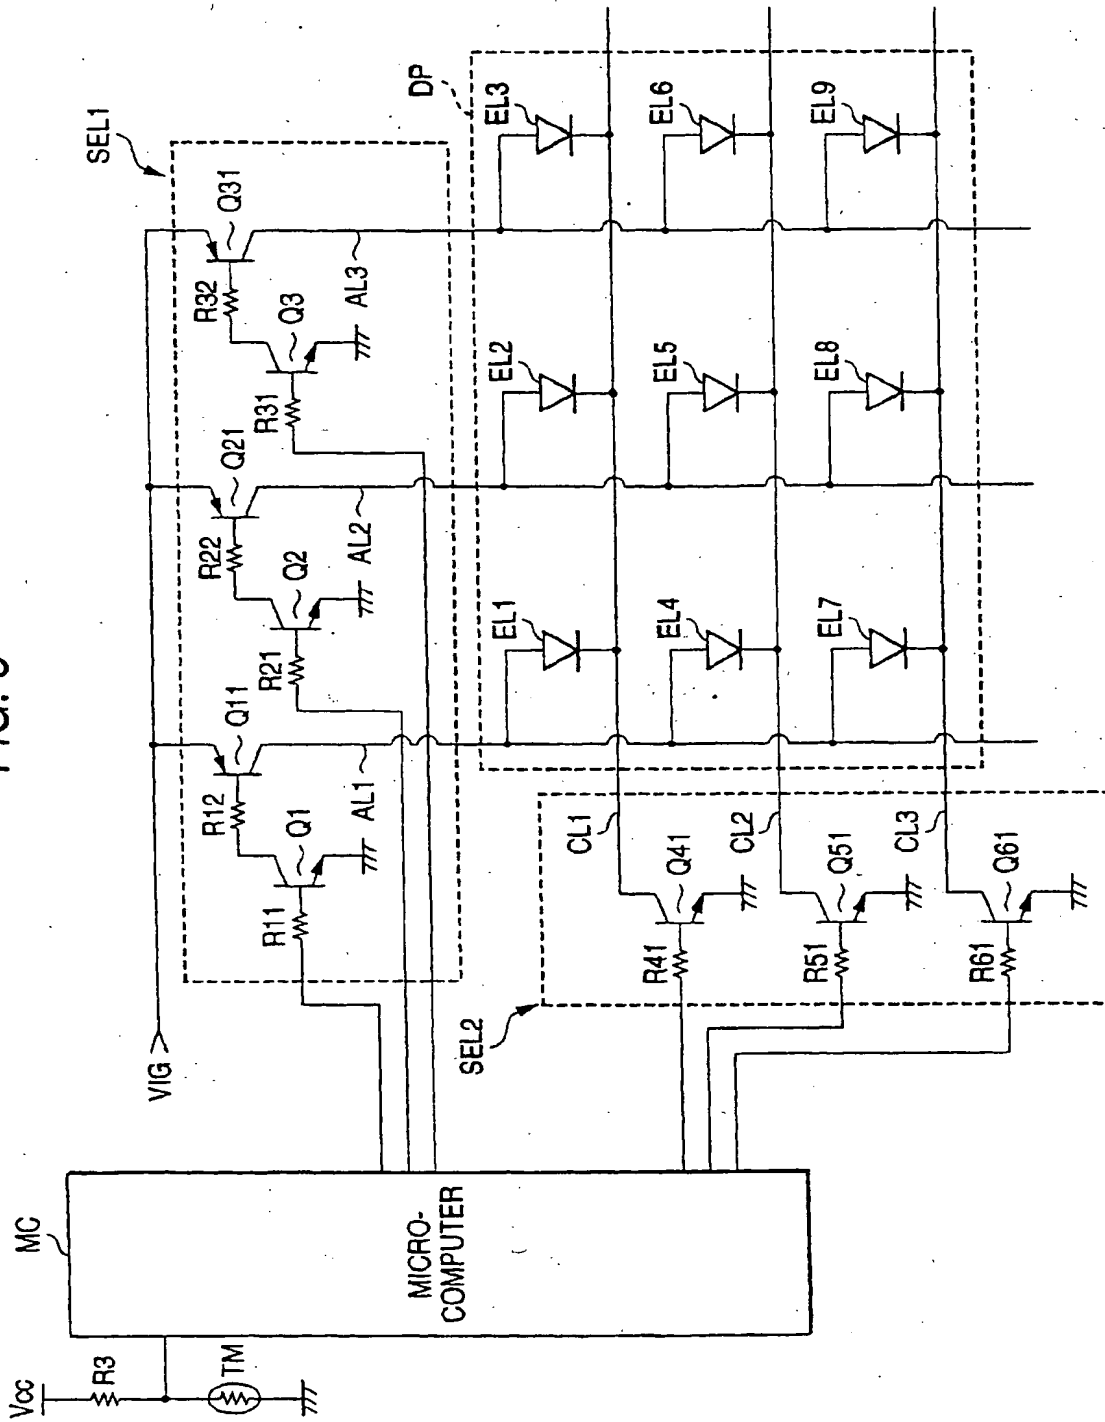 SEL1
VIG
R11
Q1
R12
Q11
AL1
R21
Q2
R22
Q21
AL2
R31
Q3
R32
Q31
AL3
DP
EL1
EL2
EL3
EL4
EL5
EL6
EL7
EL8
EL9
SEL2
CL1
R41
Q41
CL2
R51
Q51
CL3
R61
Q61
MC
MICRO-
COMPUTER
Vcc
R3
TM